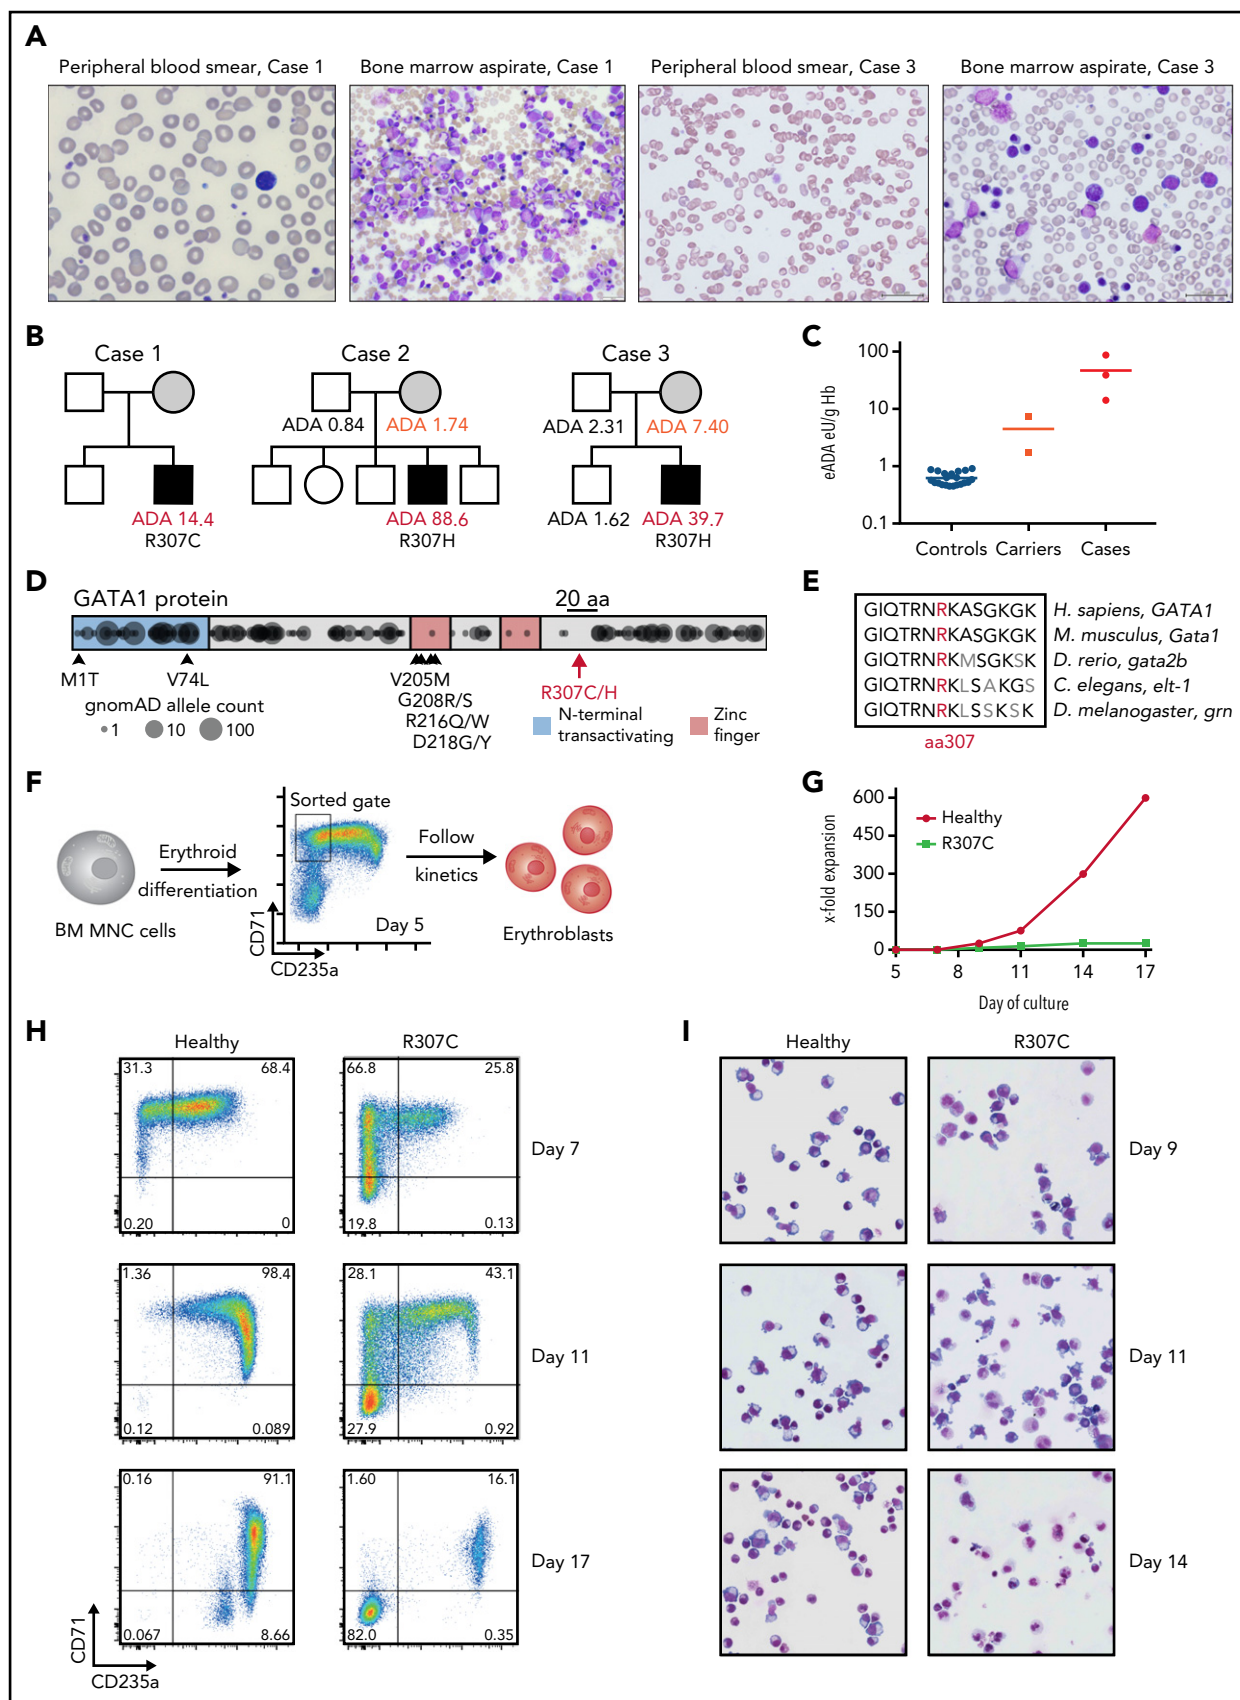 A
Peripheral blood smear, Case 1
Bone marrow aspirate, Case 1
Peripheral blood smear, Case 3
Bone marrow aspirate, Case 3
B
Case 1
Case 2
Case 3
ADA 0.84
ADA 1.74
ADA 2.31
ADA 7.40
ADA 14.4
R307C
ADA 88.6
R307H
ADA 1.62
ADA 39.7
R307H
C
eADA eU/g Hb
100
10
1
0.1
Controls
Carriers
Cases
D
GATA1 protein
20 aa
M1T
V74L
V205M
G208R/S
R216Q/W
D218G/Y
R307C/H
gnomAD allele count
1
10
100
N-terminal
transactivating
Zinc
finger
E
GIQTRNRKASGKGK H. sapiens, GATA1
GIQTRNRKASGKGK M. musculus, Gata1
GIQTRNRKMSGKSK D. rerio, gata2b
GIQTRNRKLSAKGS C. elegans, elt-1
GIQTRNRKLSSKSK D. melanogaster, grn
aa307
F
BM MNC cells
Erythroid
differentiation
Sorted gate
Day 5
CD71
CD235a
Follow
kinetics
Erythroblasts
G
x-fold expansion
600
450
300
150
0
5
8
11
14
17
Day of culture
Healthy
R307C
H
Healthy
R307C
31.3
68.4
0.20
0
66.8
25.8
19.8
0.13
Day 7
1.36
98.4
0.12
0.089
28.1
43.1
27.9
0.92
Day 11
0.16
91.1
0.067
8.66
1.60
16.1
82.0
0.35
Day 17
CD71
CD235a
I
Healthy
R307C
Day 9
Day 11
Day 14